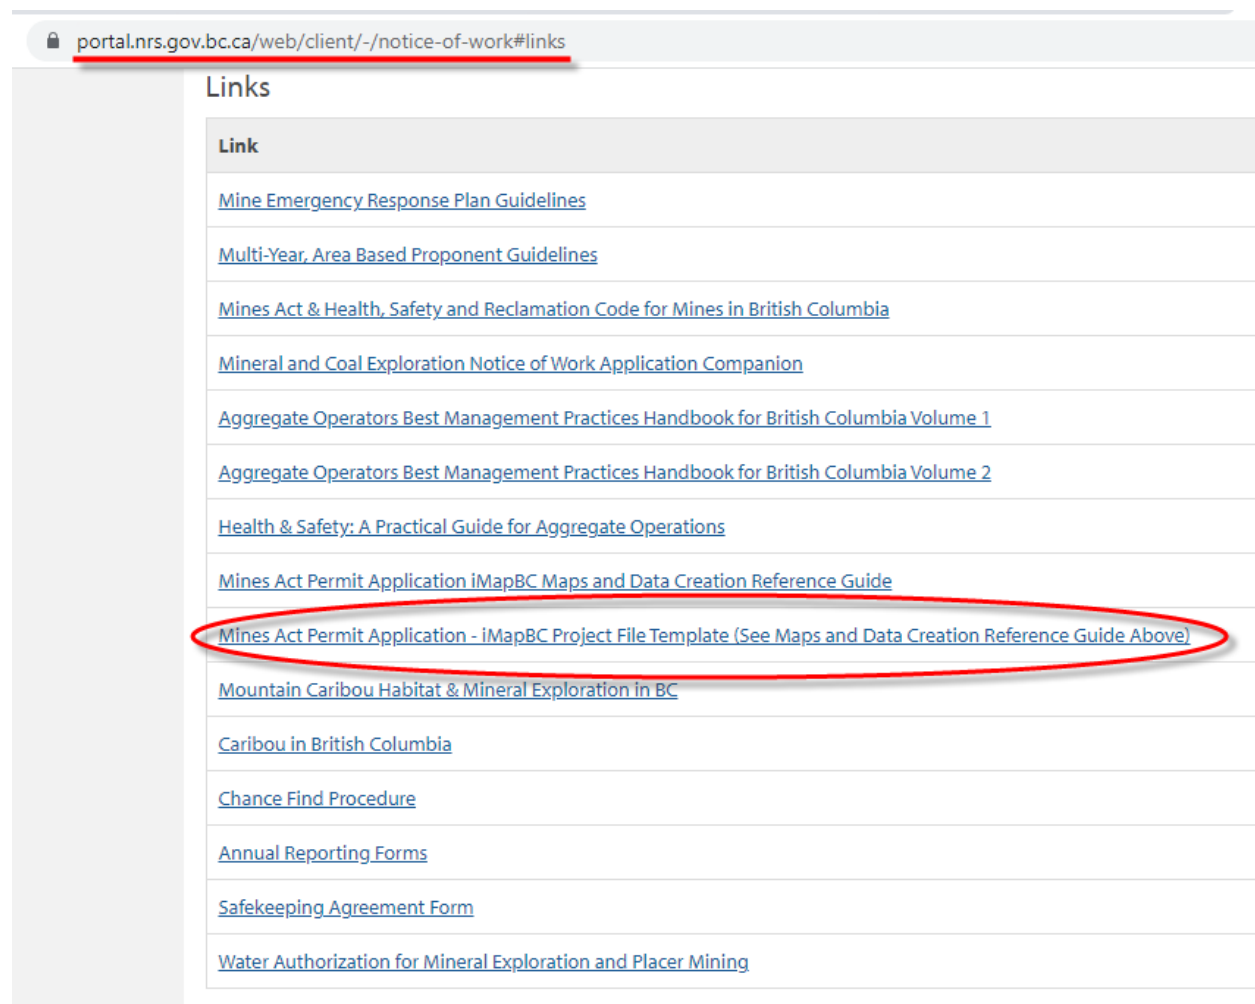 portal.nrs.gov.bc.ca/web/client/-/notice-of-work#links
Links
Link
Mine Emergency Response Plan Guidelines
Multi-Year, Area Based Proponent Guidelines
Mines Act & Health, Safety and Reclamation Code for Mines in British Columbia
Mineral and Coal Exploration Notice of Work Application Companion
Aggregate Operators Best Management Practices Handbook for British Columbia Volume 1
Aggregate Operators Best Management Practices Handbook for British Columbia Volume 2
Health & Safety: A Practical Guide for Aggregate Operations
Mines Act Permit Application iMapBC Maps and Data Creation Reference Guide
Mines Act Permit Application - iMapBC Project File Template (See Maps and Data Creation Reference Guide Above)
Mountain Caribou Habitat & Mineral Exploration in BC
Caribou in British Columbia
Chance Find Procedure
Annual Reporting Forms
Safekeeping Agreement Form
Water Authorization for Mineral Exploration and Placer Mining